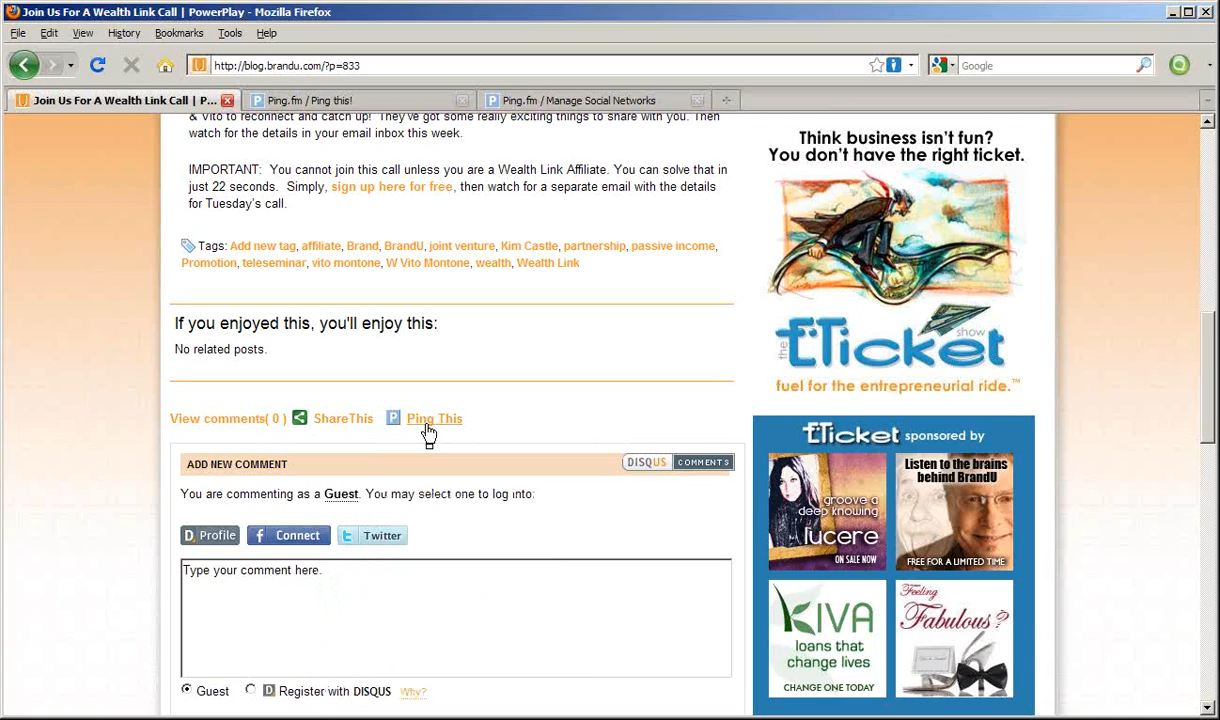 Join Us For A Wealth Link Call | PowerPlay - Mozilla Firefox
File Edit View History Bookmarks Tools Help
http://blog.brandu.com/?p=833
Google
Join Us For A Wealth Link Call | P...
Ping.fm / Ping this!
Ping.fm / Manage Social Networks
& Vito to reconnect and catch up! They've got some really exciting things to share with you. Then
watch for the details in your email inbox this week.
IMPORTANT: You cannot join this call unless you are a Wealth Link Affiliate. You can solve that in
just 22 seconds. Simply, sign up here for free, then watch for a separate email with the details
for Tuesday's call.
Tags: Add new tag, affiliate, Brand, BrandU, joint venture, Kim Castle, partnership, passive income,
Promotion, teleseminar, vito montone, W Vito Montone, wealth, Wealth Link
If you enjoyed this, you'll enjoy this:
No related posts.
View comments( 0 ) ShareThis P Ping This
ADD NEW COMMENT
DISQUS COMMENTS
You are commenting as a Guest. You may select one to log into:
D Profile
f Connect
t Twitter
Type your comment here.
Guest
D Register with DISQUS Why?
Think business isn't fun?
You don't have the right ticket.
the eTicket show
fuel for the entrepreneurial ride.™
eTicket sponsored by
groove a
deep knowing
lucere
ON SALE NOW
Listen to the brains
behind BrandU
FREE FOR A LIMITED TIME
KIVA
loans that
change lives
CHANGE ONE TODAY
Feeling
Fabulous?